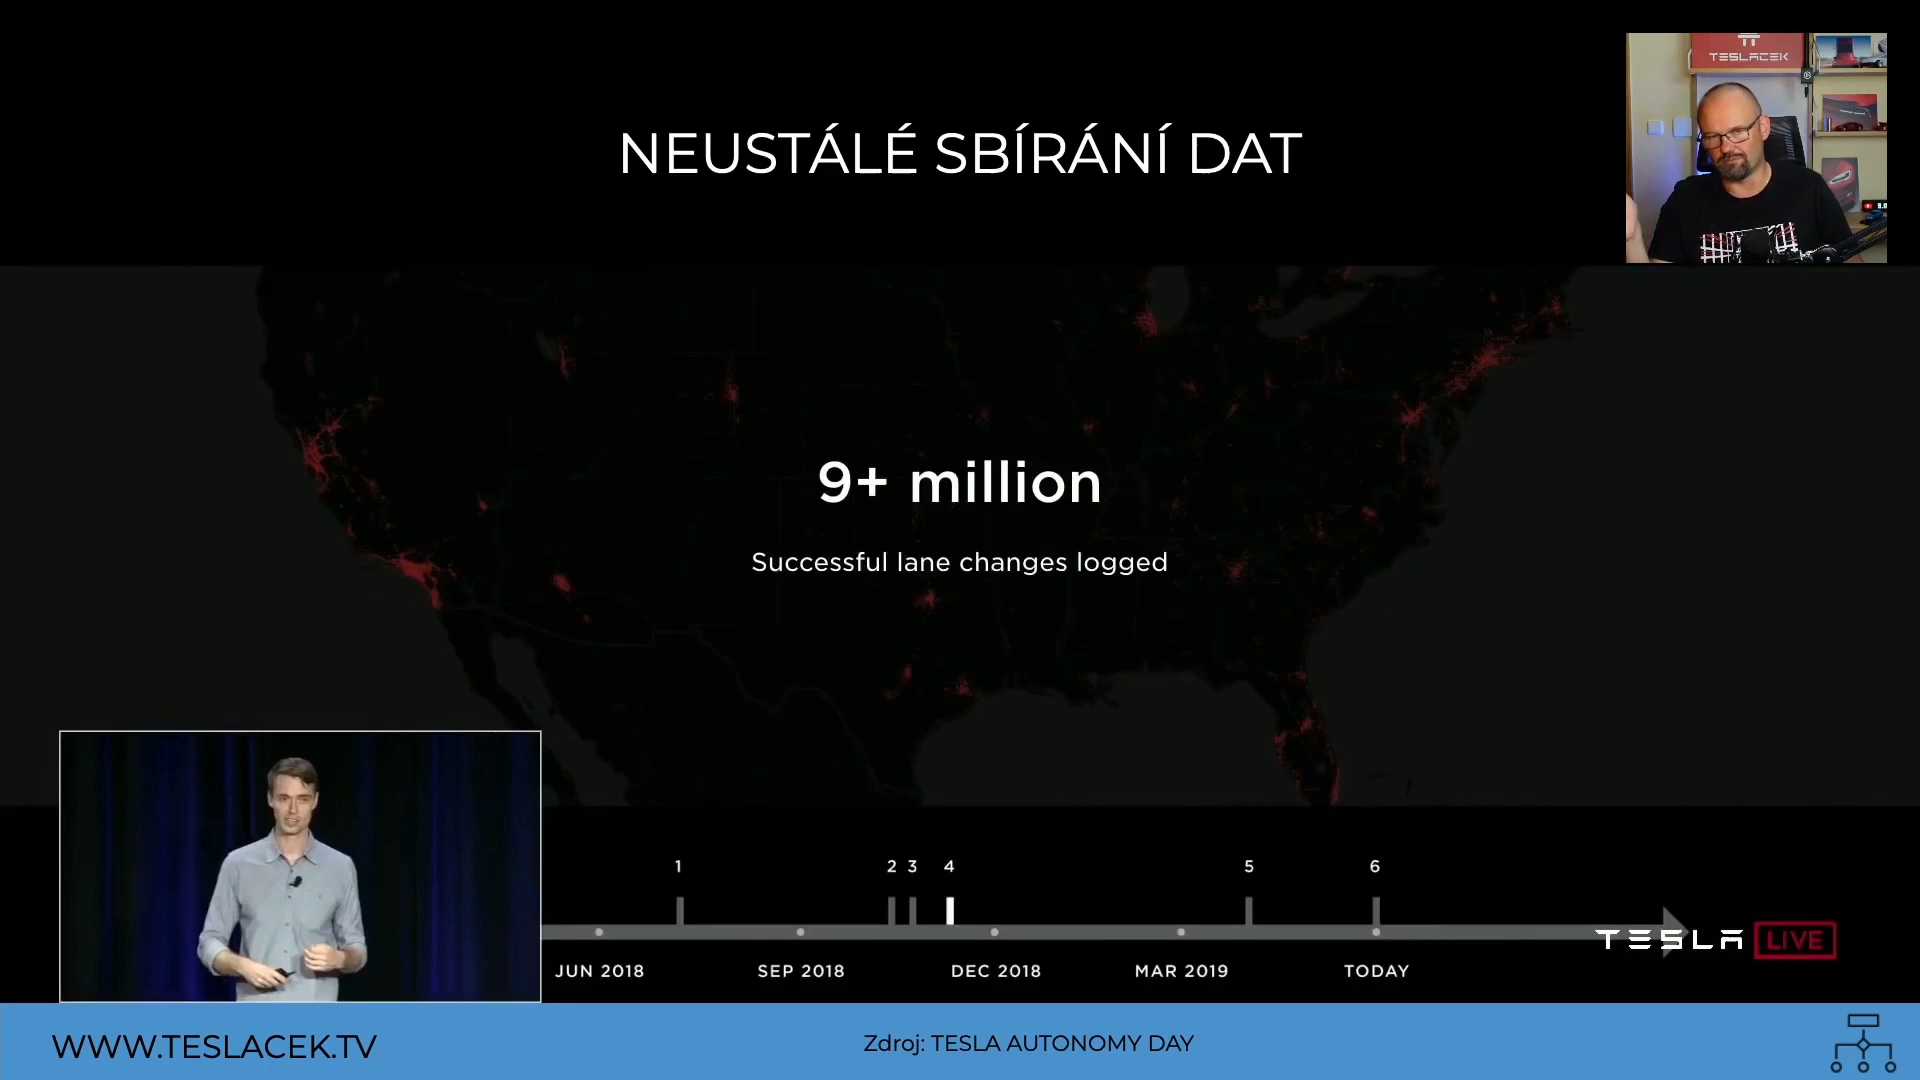 TESLACEK
NEUSTÁLÉ SBÍRÁNÍ DAT
9+ million
Successful lane changes logged
1 2 3 4 5 6
JUN 2018 SEP 2018 DEC 2018 MAR 2019 TODAY
TESLA LIVE
WWW.TESLACEK.TV
Zdroj: TESLA AUTONOMY DAY